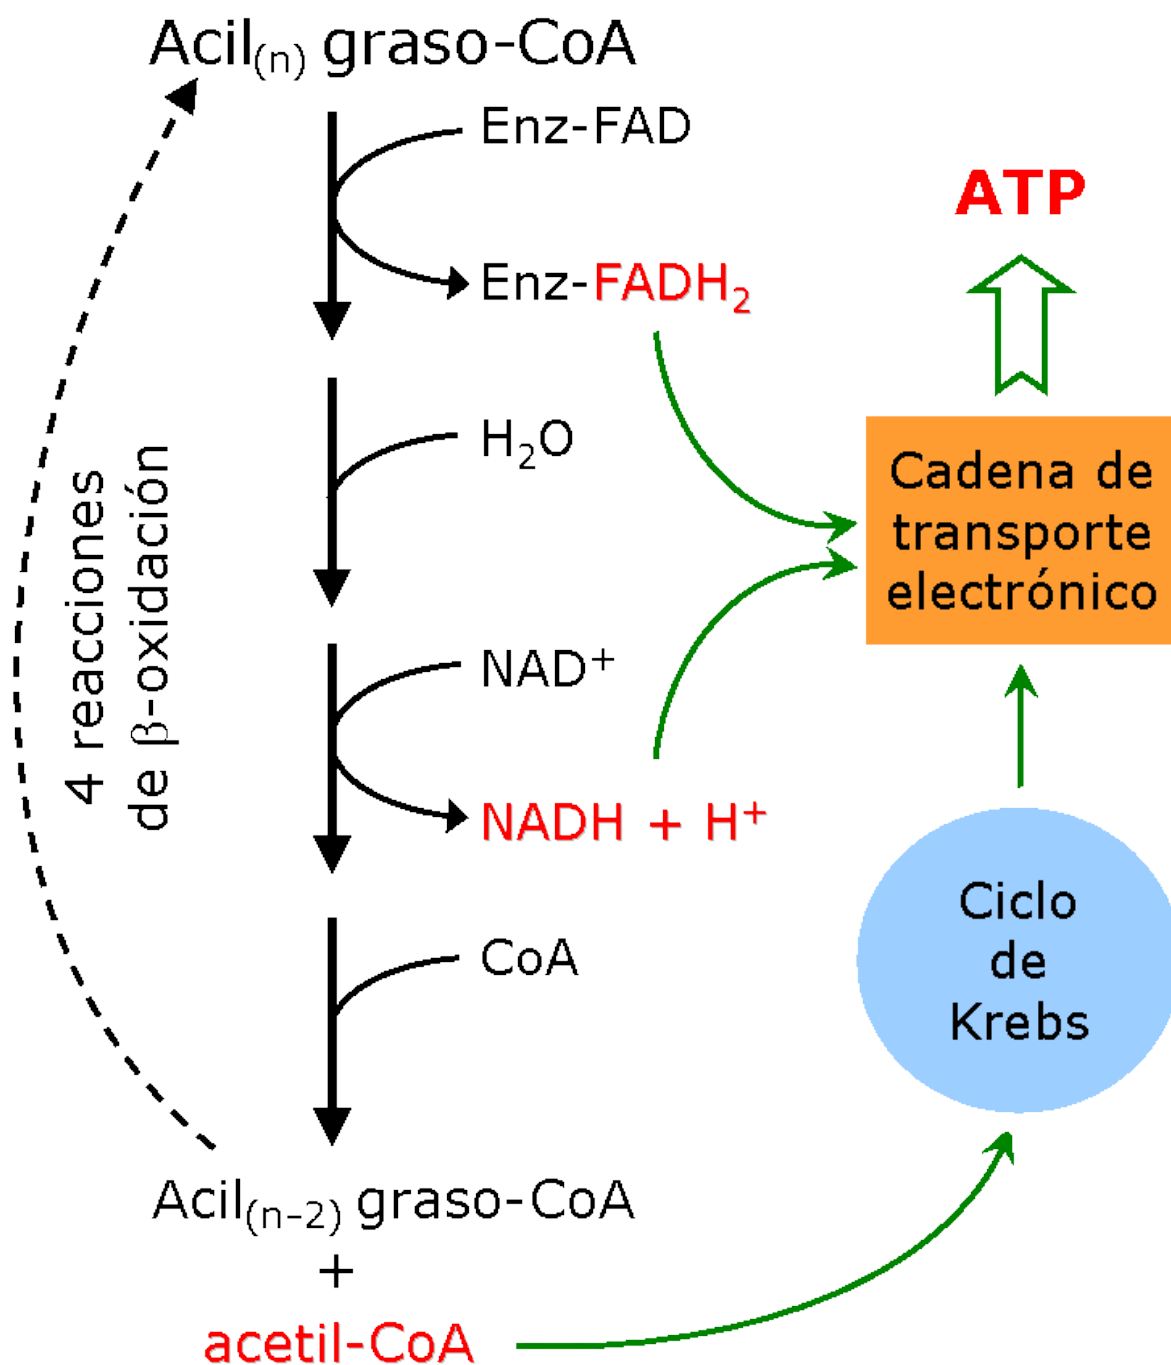 Acil(n) graso-CoA
Enz-FAD
Enz-FADH₂
H₂O
NAD⁺
NADH + H⁺
CoA
Acil(n-2) graso-CoA
+
acetil-CoA
4 reacciones
de β-oxidación
ATP
Cadena de
transporte
electrónico
Ciclo
de
Krebs